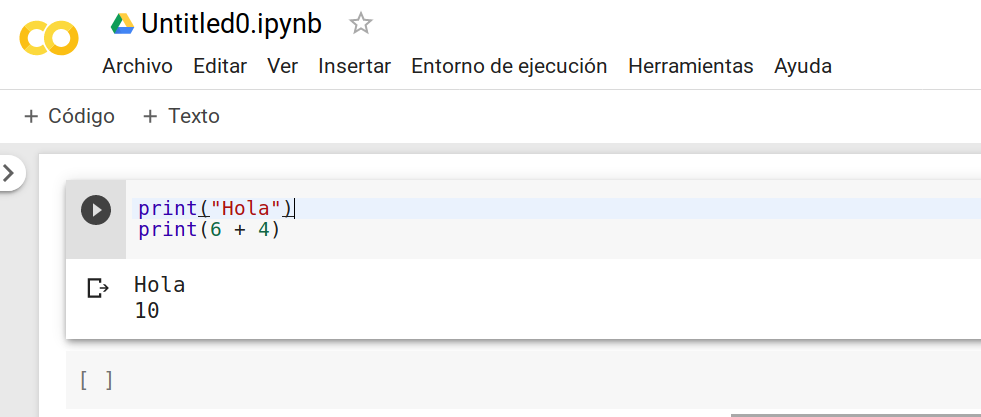 Untitled0.ipynb
Archivo Editar Ver Insertar Entorno de ejecución Herramientas Ayuda
+ Código + Texto
print("Hola")
print(6 + 4)
Hola
10
[ ]